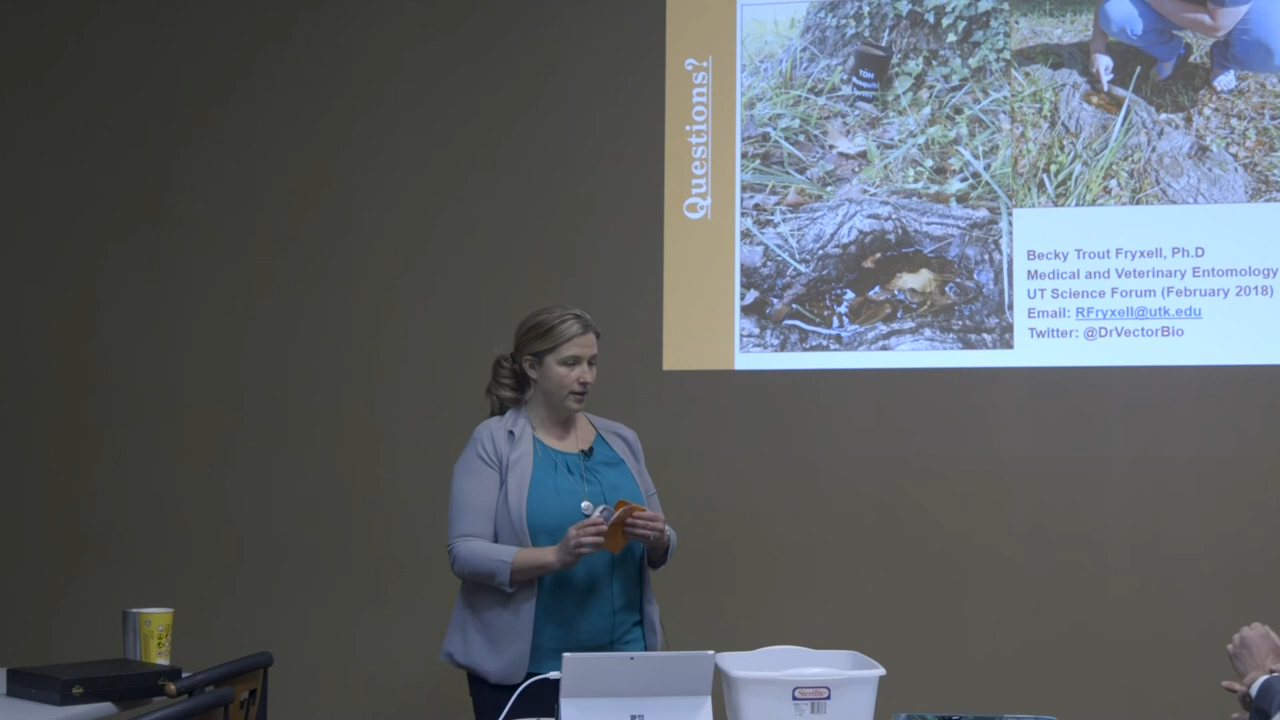 Questions?
TDH
Becky Trout Fryxell, Ph.D
Medical and Veterinary Entomology
UT Science Forum (February 2018)
Email: RFryxell@utk.edu
Twitter: @DrVectorBio
Sterilite